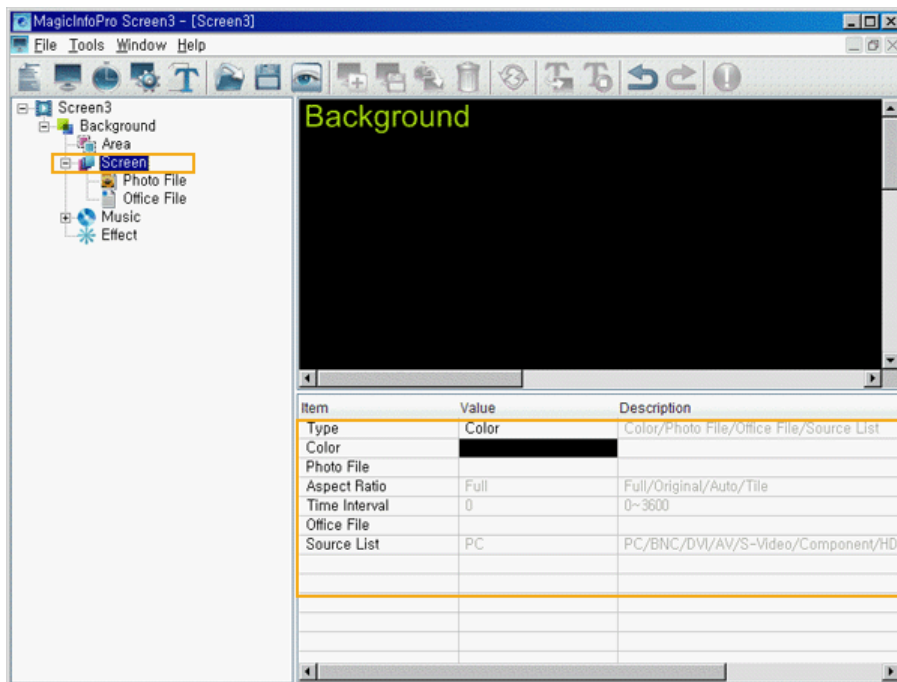 MagicInfoPro Screen3 - [Screen3]
File Tools Window Help
Screen3
Background
Area
Screen
Photo File
Office File
Music
Effect
Background
Item Value Description
Type Color Color/Photo File/Office File/Source List
Color
Photo File
Aspect Ratio Full Full/Original/Auto/Tile
Time Interval 0 0~3600
Office File
Source List PC PC/BNC/DVI/AV/S-Video/Component/HD